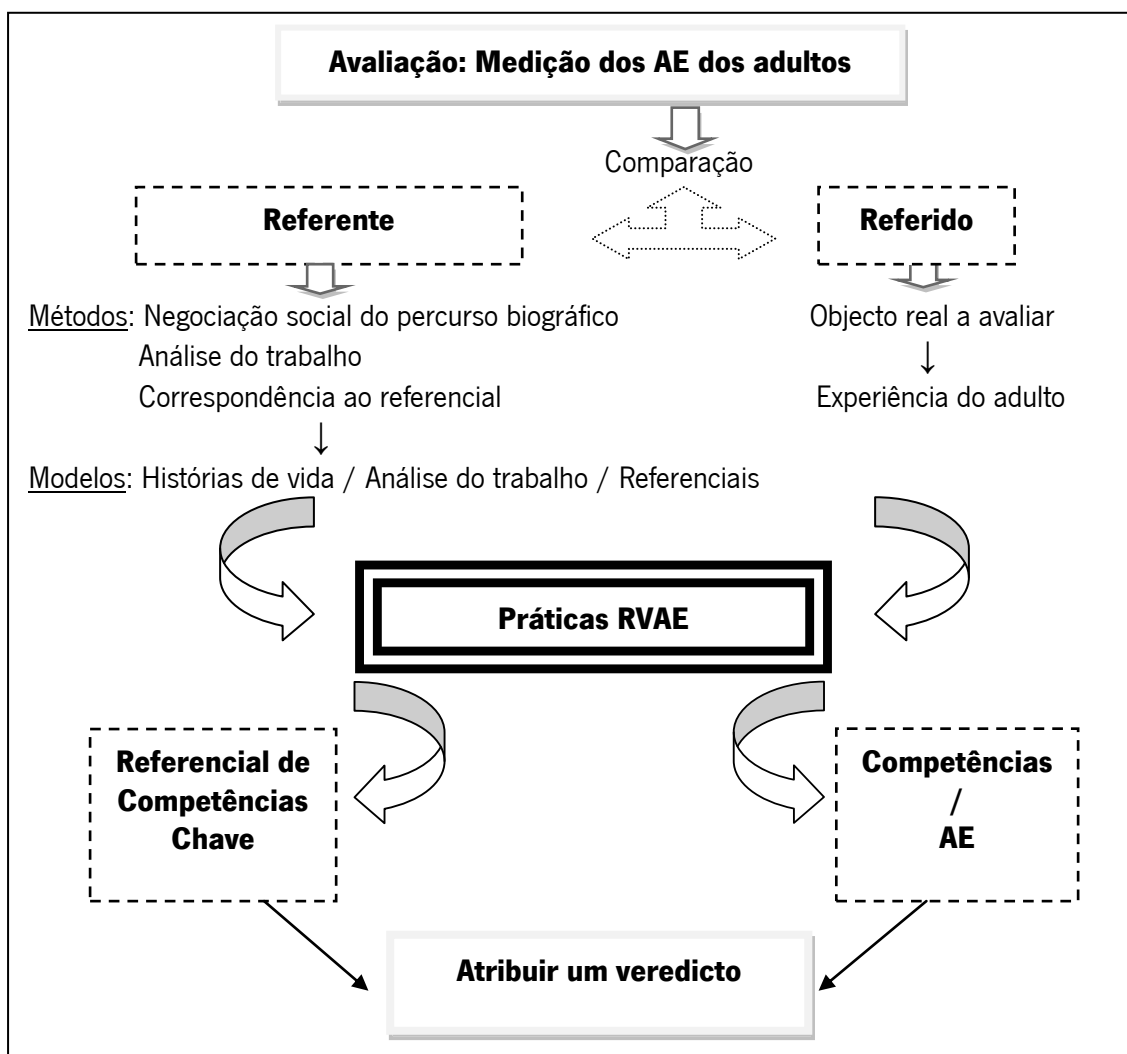 Avaliação: Medição dos AE dos adultos
Comparação
Referente
Referido
Métodos: Negociação social do percurso biográfico
Análise do trabalho
Correspondência ao referencial
Objecto real a avaliar
↓
Experiência do adulto
↓
Modelos: Histórias de vida / Análise do trabalho / Referenciais
Práticas RVAE
Referencial de
Competências
Chave
Competências
/
AE
Atribuir um veredicto